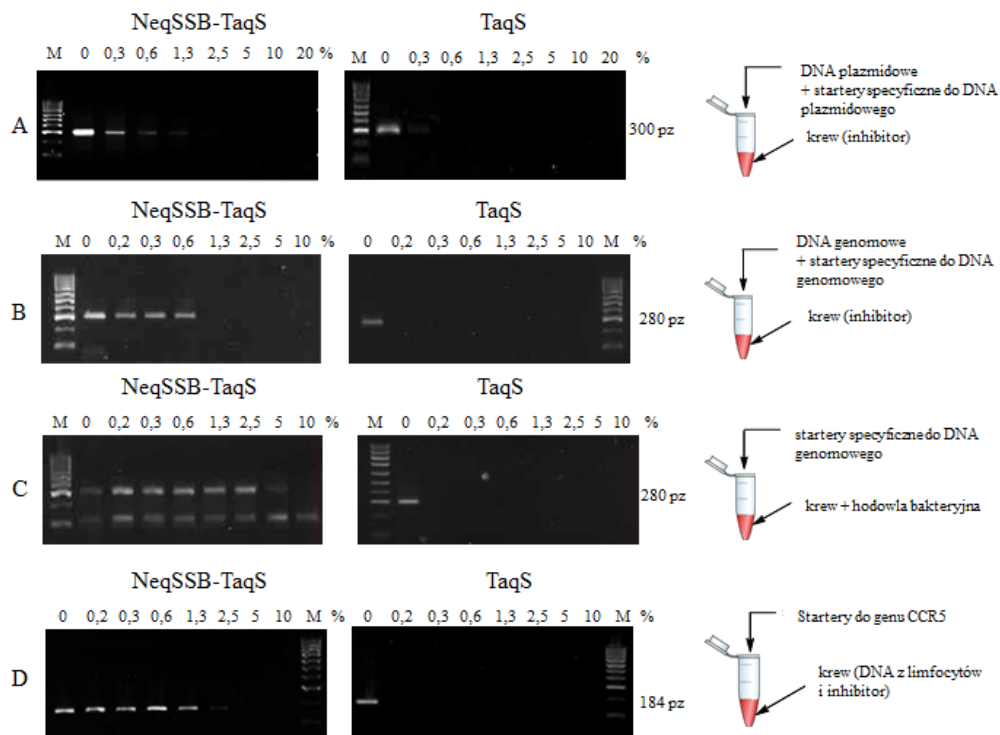 NeqSSB-TaqS
TaqS
M 0 0,3 0,6 1,3 2,5 5 10 20 %
M 0 0,3 0,6 1,3 2,5 5 10 20 %
A
300 pz
DNA plazmidowe
+ startery specyficzne do DNA
plazmidowego
krew (inhibitor)
NeqSSB-TaqS
TaqS
M 0 0,2 0,3 0,6 1,3 2,5 5 10 %
0 0,2 0,3 0,6 1,3 2,5 5 10 % M
B
280 pz
DNA genomowe
+ startery specyficzne do DNA
genomowego
krew (inhibitor)
NeqSSB-TaqS
TaqS
M 0 0,2 0,3 0,6 1,3 2,5 5 10 %
M 0 0,2 0,3 0,6 1,3 2,5 5 10 %
C
280 pz
startery specyficzne do DNA
genomowego
krew + hodowla bakteryjna
NeqSSB-TaqS
TaqS
0 0,2 0,3 0,6 1,3 2,5 5 10 M %
0 0,2 0,3 0,6 1,3 2,5 5 10 M %
D
184 pz
Startery do genu CCR5
krew (DNA z limfocytów
i inhibitor)